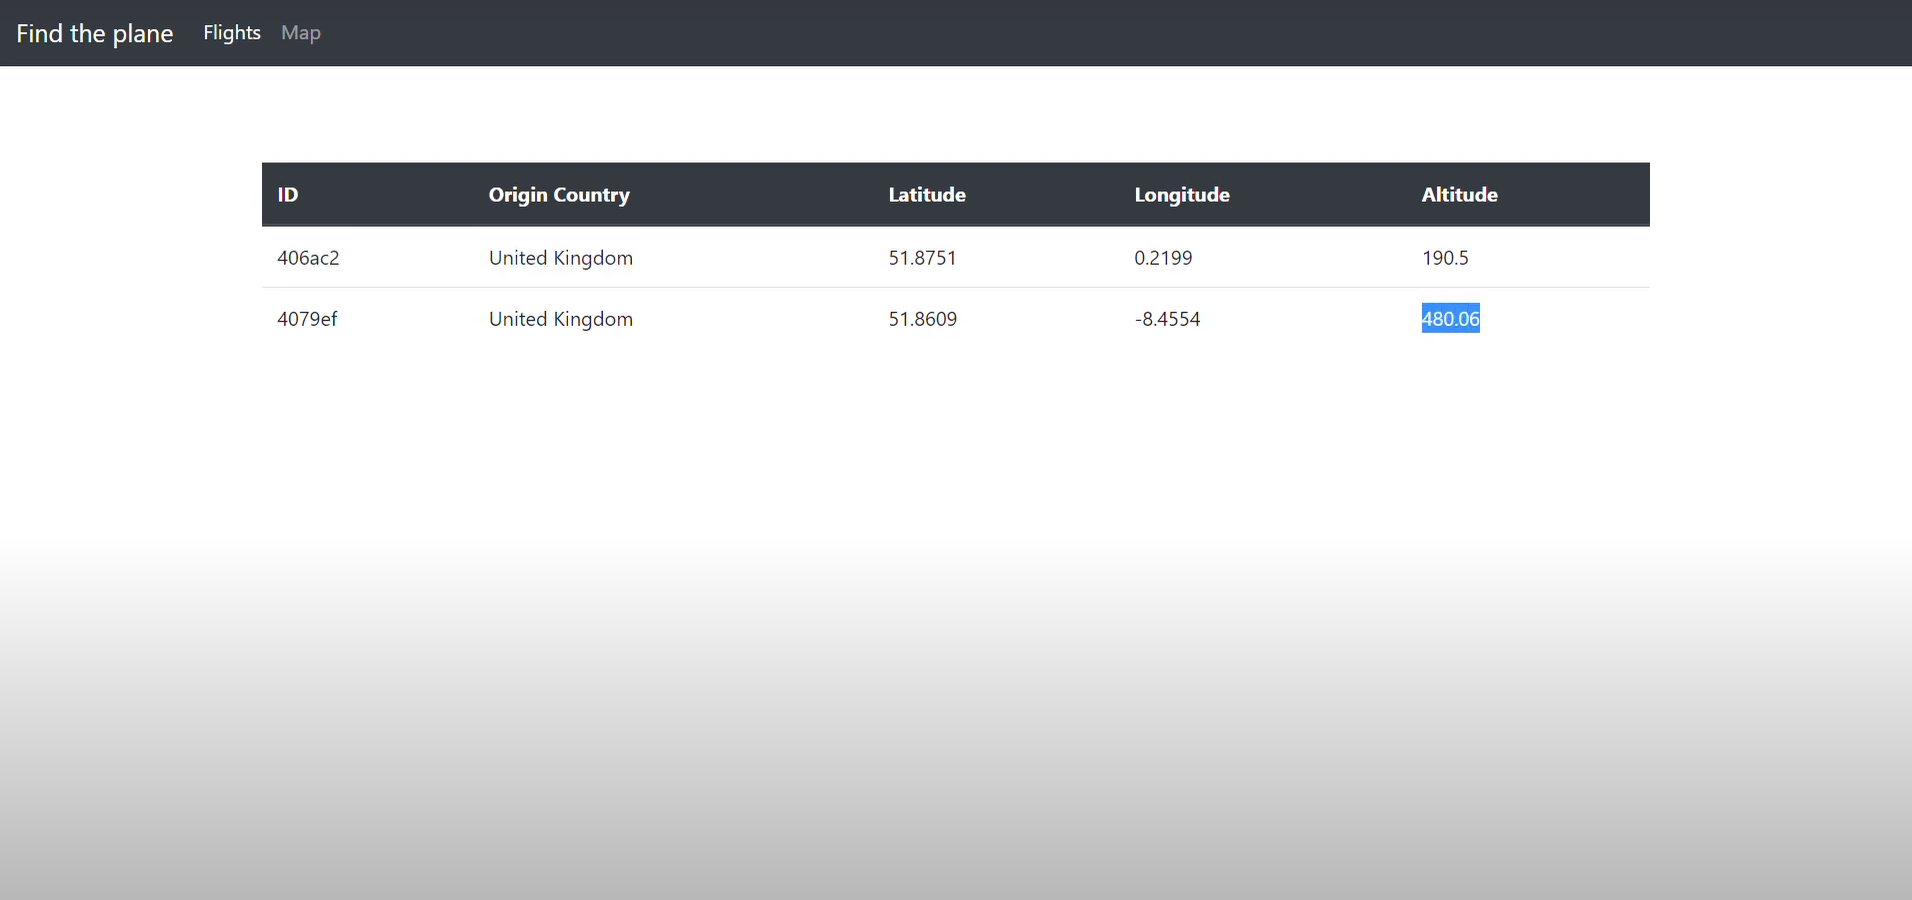 Find the plane Flights Map
ID Origin Country Latitude Longitude Altitude
406ac2 United Kingdom 51.8751 0.2199 190.5
4079ef United Kingdom 51.8609 -8.4554 480.06